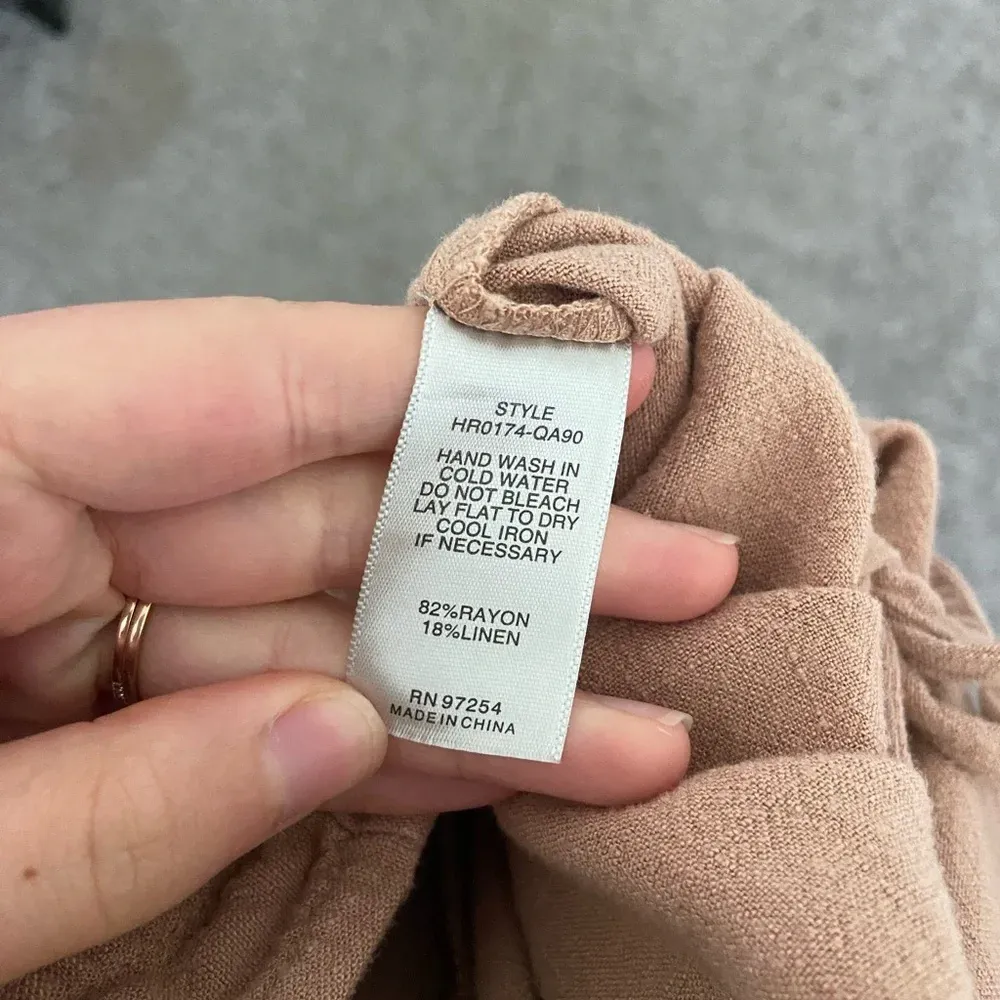 STYLE
HR0174-QA90
HAND WASH IN
COLD WATER
DO NOT BLEACH
LAY FLAT TO DRY
COOL IRON
IF NECESSARY
82%RAYON
18%LINEN
RN 97254
MADE IN CHINA